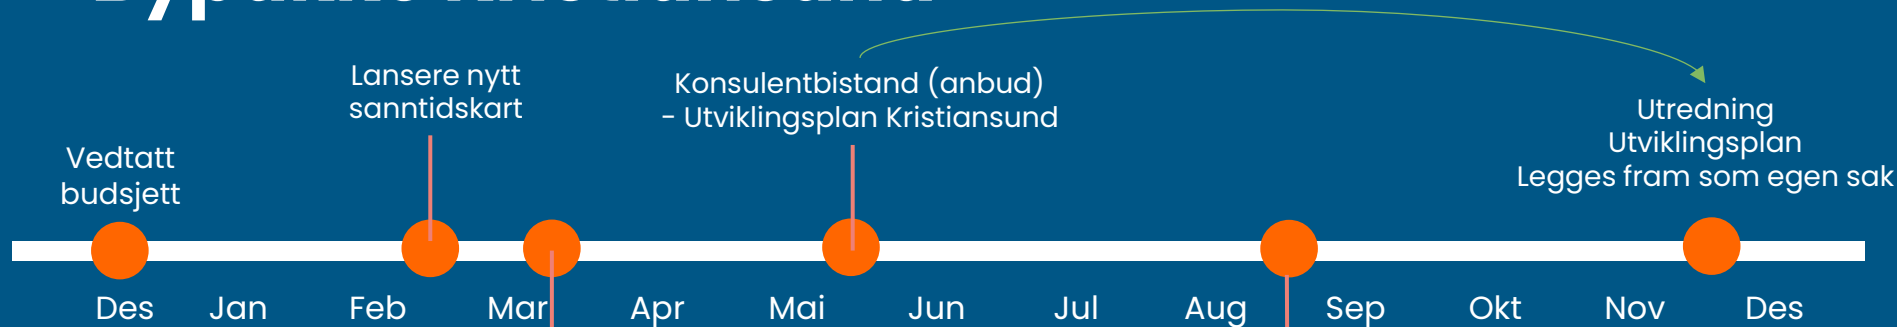 Lansere nytt
sanntidskart
Konsulentbistand (anbud)
- Utviklingsplan Kristiansund
Utredning
Utviklingsplan
Legges fram som egen sak
Vedtatt
budsjett
Des Jan Feb Mar Apr Mai Jun Jul Aug Sep Okt Nov Des